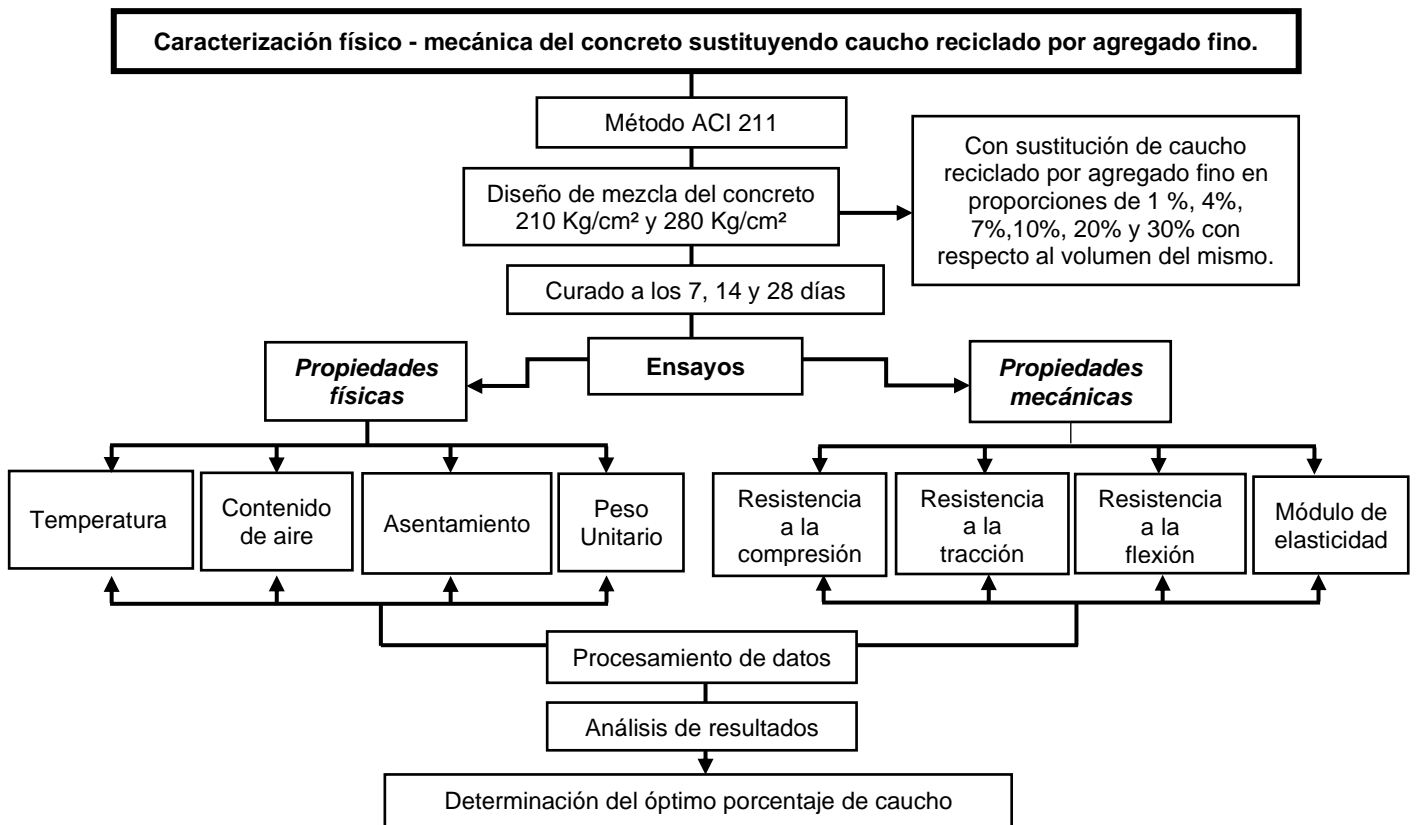 Caracterización físico - mecánica del concreto sustituyendo caucho reciclado por agregado fino.
Método ACI 211
Diseño de mezcla del concreto
210 Kg/cm² y 280 Kg/cm²
Con sustitución de caucho
reciclado por agregado fino en
proporciones de 1 %, 4%,
7%,10%, 20% y 30% con
respecto al volumen del mismo.
Curado a los 7, 14 y 28 días
Ensayos
Propiedades
físicas
Propiedades
mecánicas
Temperatura
Contenido
de aire
Asentamiento
Peso
Unitario
Resistencia
a la
compresión
Resistencia
a la
tracción
Resistencia
a la
flexión
Módulo de
elasticidad
Procesamiento de datos
Análisis de resultados
Determinación del óptimo porcentaje de caucho